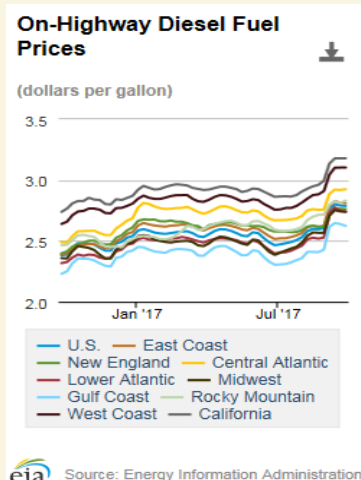 On-Highway Diesel Fuel
Prices
(dollars per gallon)
3.5
3.0
2.5
2.0
Jan '17 Jul '17
U.S. East Coast
New England Central Atlantic
Lower Atlantic Midwest
Gulf Coast Rocky Mountain
West Coast California
eia Source: Energy Information Administration